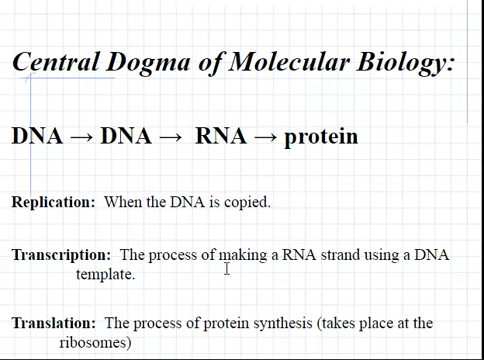 Central Dogma of Molecular Biology:
DNA → DNA → RNA → protein
Replication: When the DNA is copied.
Transcription: The process of making a RNA strand using a DNA
template.
Translation: The process of protein synthesis (takes place at the
ribosomes)